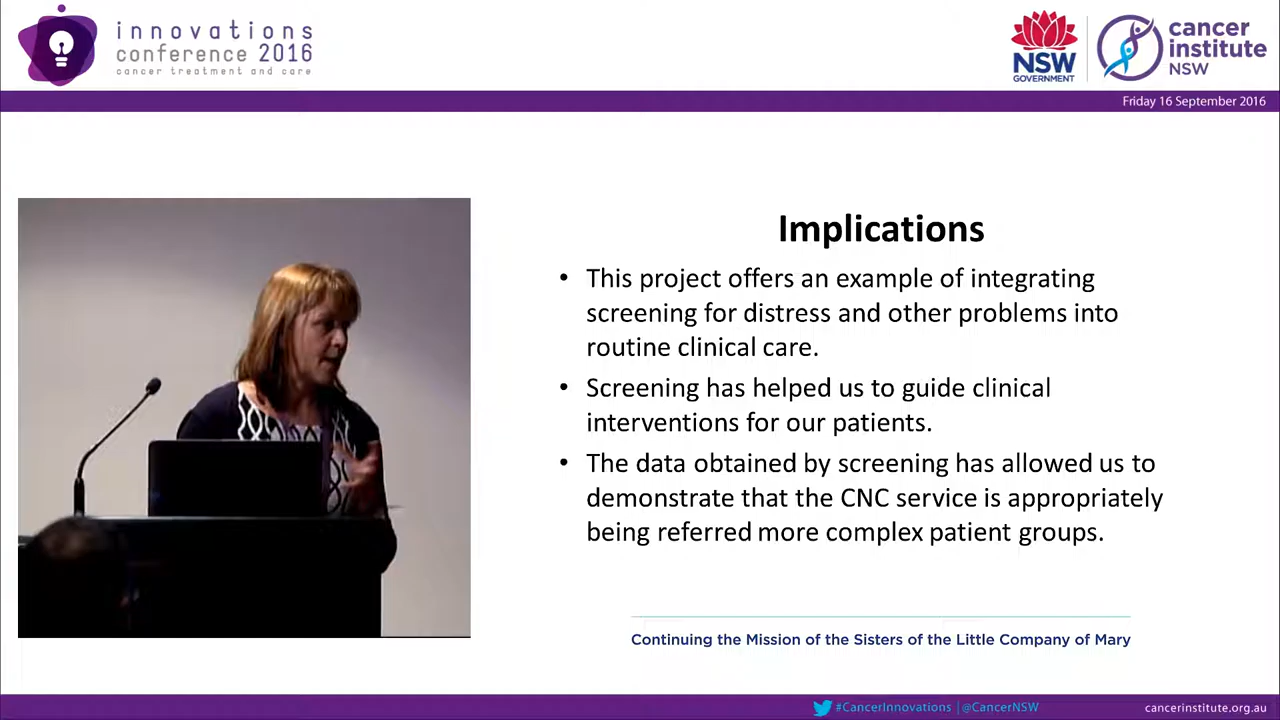 innovations
conference 2016
cancer treatment and care
NSW
GOVERNMENT
cancer
institute
NSW
Friday 16 September 2016
Implications
• This project offers an example of integrating
screening for distress and other problems into
routine clinical care.
• Screening has helped us to guide clinical
interventions for our patients.
• The data obtained by screening has allowed us to
demonstrate that the CNC service is appropriately
being referred more complex patient groups.
Continuing the Mission of the Sisters of the Little Company of Mary
#CancerInnovations | @CancerNSW
cancerinstitute.org.au